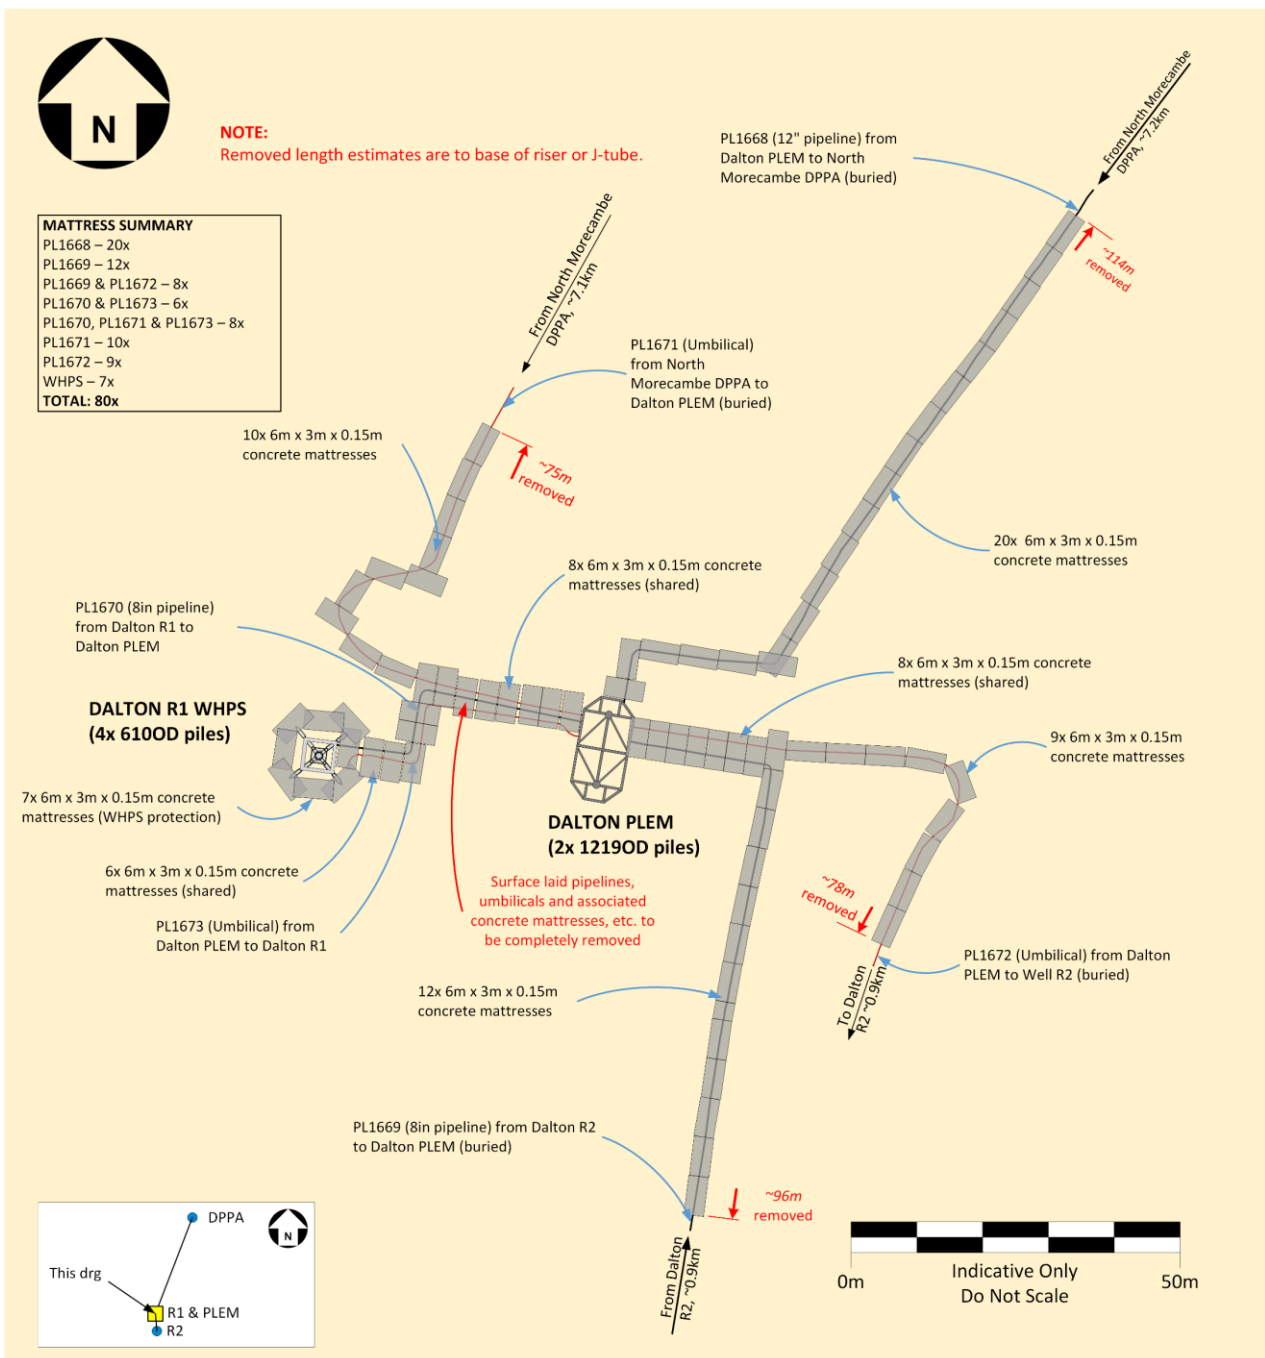 N
NOTE:
Removed length estimates are to base of riser or J-tube.
MATTRESS SUMMARY
PL1668 – 20x
PL1669 – 12x
PL1669 & PL1672 – 8x
PL1670 & PL1673 – 6x
PL1670, PL1671 & PL1673 – 8x
PL1671 – 10x
PL1672 – 9x
WHPS – 7x
TOTAL: 80x
From North Morecambe
DPPA, ~7.1km
PL1668 (12" pipeline) from
Dalton PLEM to North
Morecambe DPPA (buried)
From North Morecambe
DPPA, ~7.2km
~114m
removed
PL1671 (Umbilical)
from North
Morecambe DPPA to
Dalton PLEM (buried)
10x 6m x 3m x 0.15m
concrete mattresses
~75m
removed
20x 6m x 3m x 0.15m
concrete mattresses
8x 6m x 3m x 0.15m concrete
mattresses (shared)
PL1670 (8in pipeline)
from Dalton R1 to
Dalton PLEM
8x 6m x 3m x 0.15m concrete
mattresses (shared)
DALTON R1 WHPS
(4x 610OD piles)
9x 6m x 3m x 0.15m
concrete mattresses
7x 6m x 3m x 0.15m concrete
mattresses (WHPS protection)
DALTON PLEM
(2x 1219OD piles)
6x 6m x 3m x 0.15m concrete
mattresses (shared)
Surface laid pipelines,
umbilicals and associated
concrete mattresses, etc. to
be completely removed
~78m
removed
PL1673 (Umbilical) from
Dalton PLEM to Dalton R1
PL1672 (Umbilical) from Dalton
PLEM to Well R2 (buried)
To Dalton
R2 ~0.9km
12x 6m x 3m x 0.15m
concrete mattresses
PL1669 (8in pipeline) from Dalton R2
to Dalton PLEM (buried)
~96m
removed
From Dalton
R2, ~0.9km
DPPA
N
This drg
R1 & PLEM
R2
0m
Indicative Only
Do Not Scale
50m